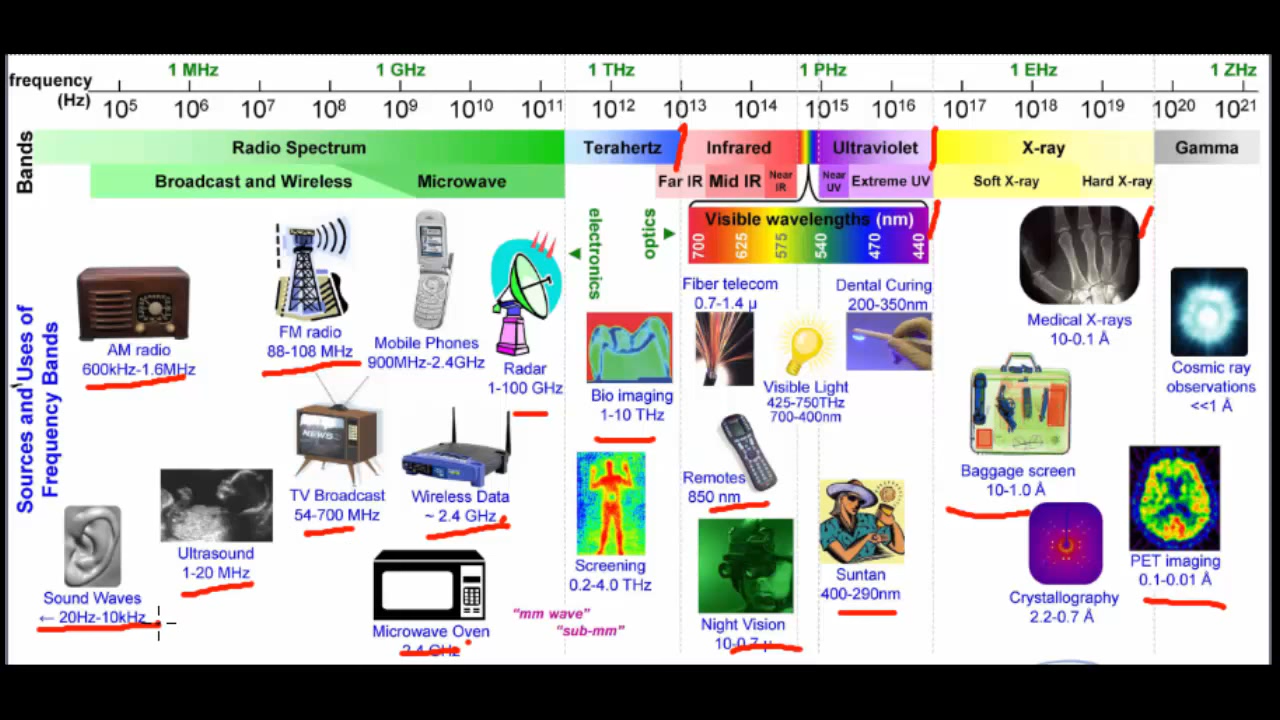 1 MHz 1 GHz 1 THz 1 PHz 1 EHz 1 ZHz
frequency
(Hz)
10⁵ 10⁶ 10⁷ 10⁸ 10⁹ 10¹⁰ 10¹¹ 10¹² 10¹³ 10¹⁴ 10¹⁵ 10¹⁶ 10¹⁷ 10¹⁸ 10¹⁹ 10²⁰ 10²¹
Bands
Radio Spectrum Terahertz Infrared Ultraviolet X-ray Gamma
Broadcast and Wireless Microwave Far IR Mid IR Near IR Near UV Extreme UV Soft X-ray Hard X-ray
electronics
optics
Visible wavelengths (nm)
700 625 575 540 470 440
Sources and Uses of
Frequency Bands
AM radio
600kHz-1.6MHz
FM radio
88-108 MHz
Mobile Phones
900MHz-2.4GHz
Radar
1-100 GHz
Bio imaging
1-10 THz
Fiber telecom
0.7-1.4 µ
Visible Light
425-750THz
700-400nm
Dental Curing
200-350nm
Medical X-rays
10-0.1 Å
Cosmic ray
observations
<<1 Å
Sound Waves
← 20Hz-10kHz
Ultrasound
1-20 MHz
NEWS
TV Broadcast
54-700 MHz
Wireless Data
~ 2.4 GHz
Microwave Oven
2.4 GHz
Screening
0.2-4.0 THz
"mm wave"
"sub-mm"
Remotes
850 nm
Night Vision
10-0.7 µ
Suntan
400-290nm
Baggage screen
10-1.0 Å
Crystallography
2.2-0.7 Å
PET imaging
0.1-0.01 Å